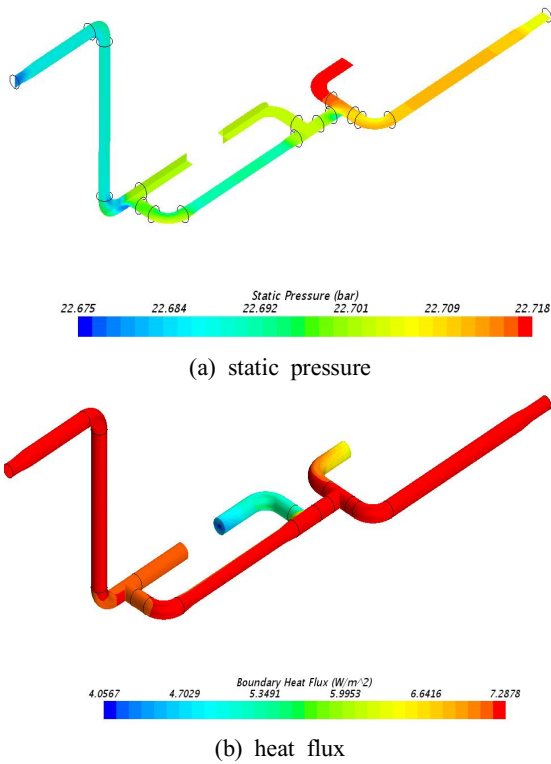 Static Pressure (bar)
22.675 22.684 22.692 22.701 22.709 22.718
(a) static pressure
Boundary Heat Flux (W/m^2)
4.0567 4.7029 5.3491 5.9953 6.6416 7.2878
(b) heat flux